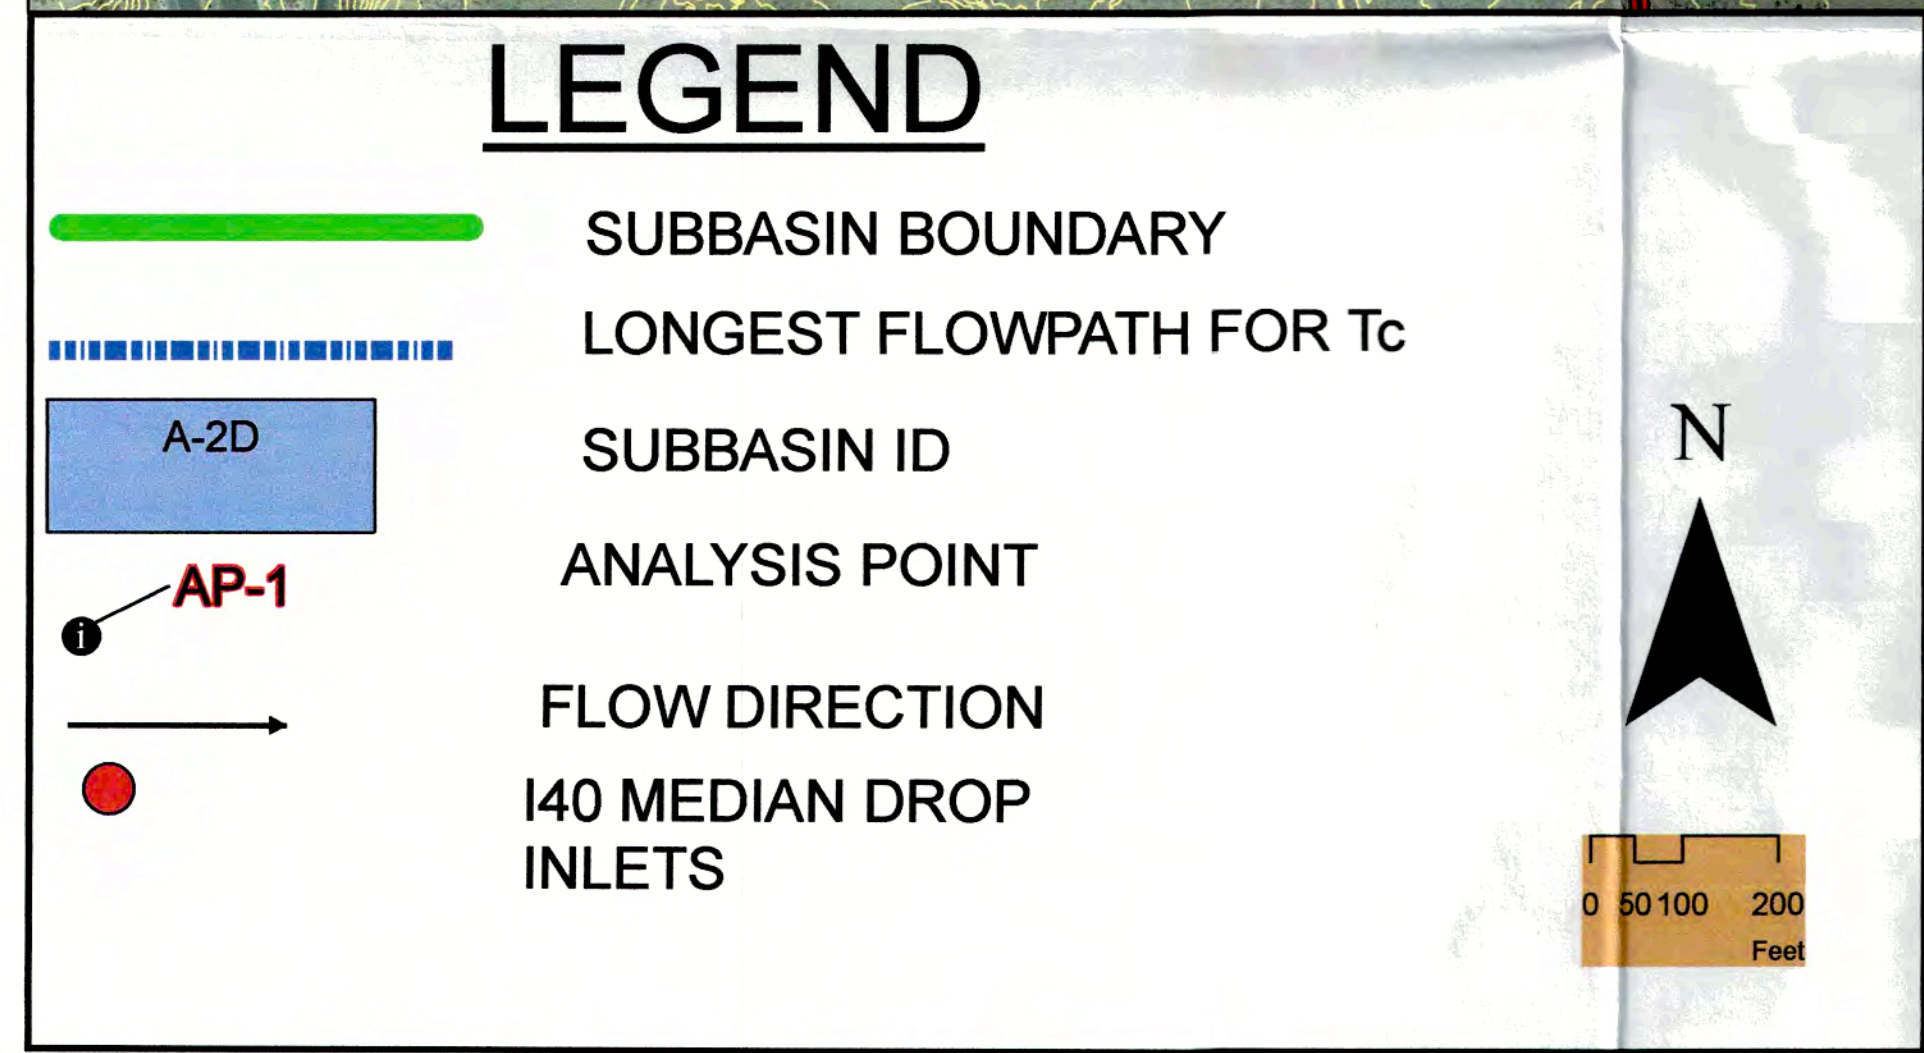 LEGEND
SUBBASIN BOUNDARY
LONGEST FLOWPATH FOR Tc
A-2D
SUBBASIN ID
AP-1
i
ANALYSIS POINT
FLOW DIRECTION
I40 MEDIAN DROP
INLETS
N
0 50 100 200
Feet